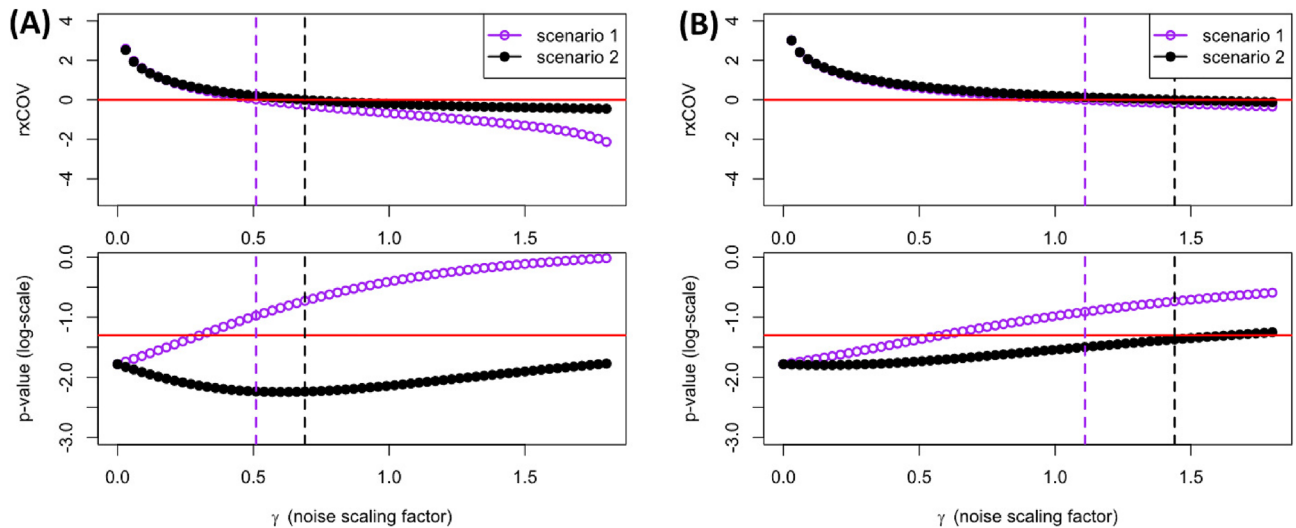 (A)
4
2
0
-2
-4
rxCOV
scenario 1
scenario 2
0.0 0.5 1.0 1.5
0.0
-1.0
-2.0
-3.0
p-value (log-scale)
0.0 0.5 1.0 1.5
γ (noise scaling factor)
(B)
4
2
0
-2
-4
rxCOV
scenario 1
scenario 2
0.0 0.5 1.0 1.5
0.0
-1.0
-2.0
-3.0
p-value (log-scale)
0.0 0.5 1.0 1.5
γ (noise scaling factor)